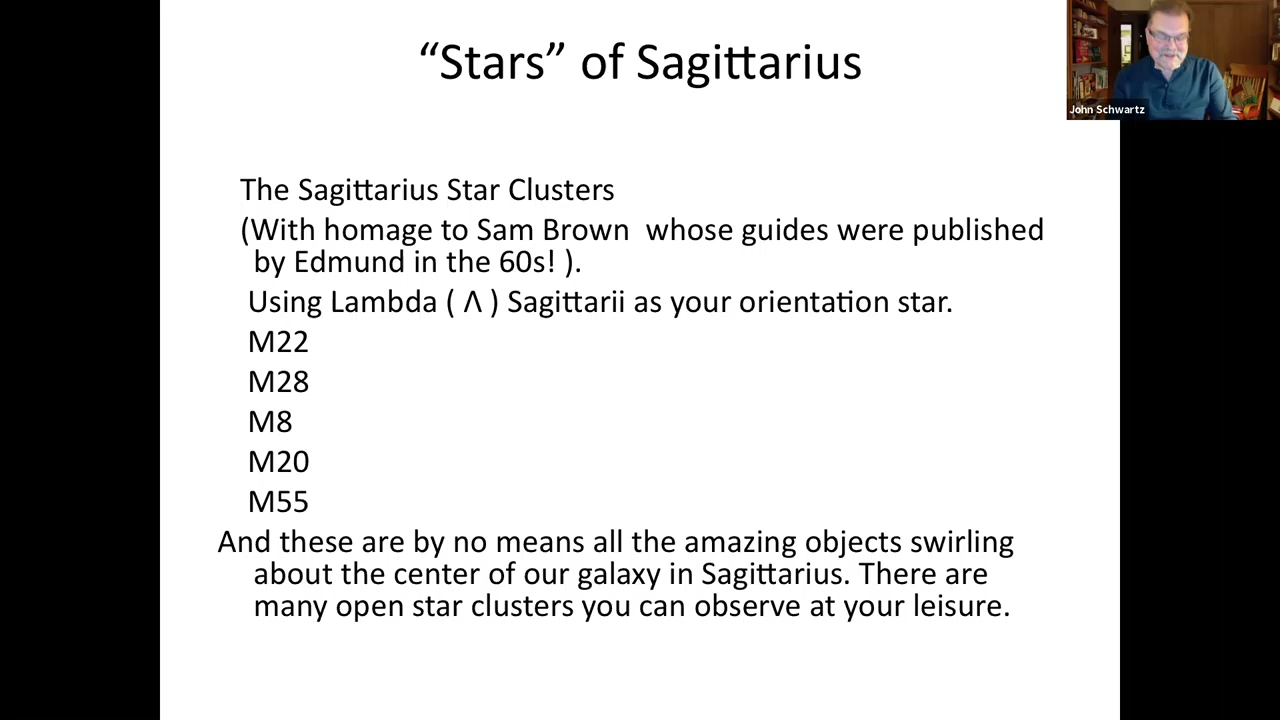 “Stars” of Sagittarius
John Schwartz
The Sagittarius Star Clusters
(With homage to Sam Brown  whose guides were published
by Edmund in the 60s! ).
Using Lambda ( Λ ) Sagittarii as your orientation star.
M22
M28
M8
M20
M55
And these are by no means all the amazing objects swirling
about the center of our galaxy in Sagittarius. There are
many open star clusters you can observe at your leisure.